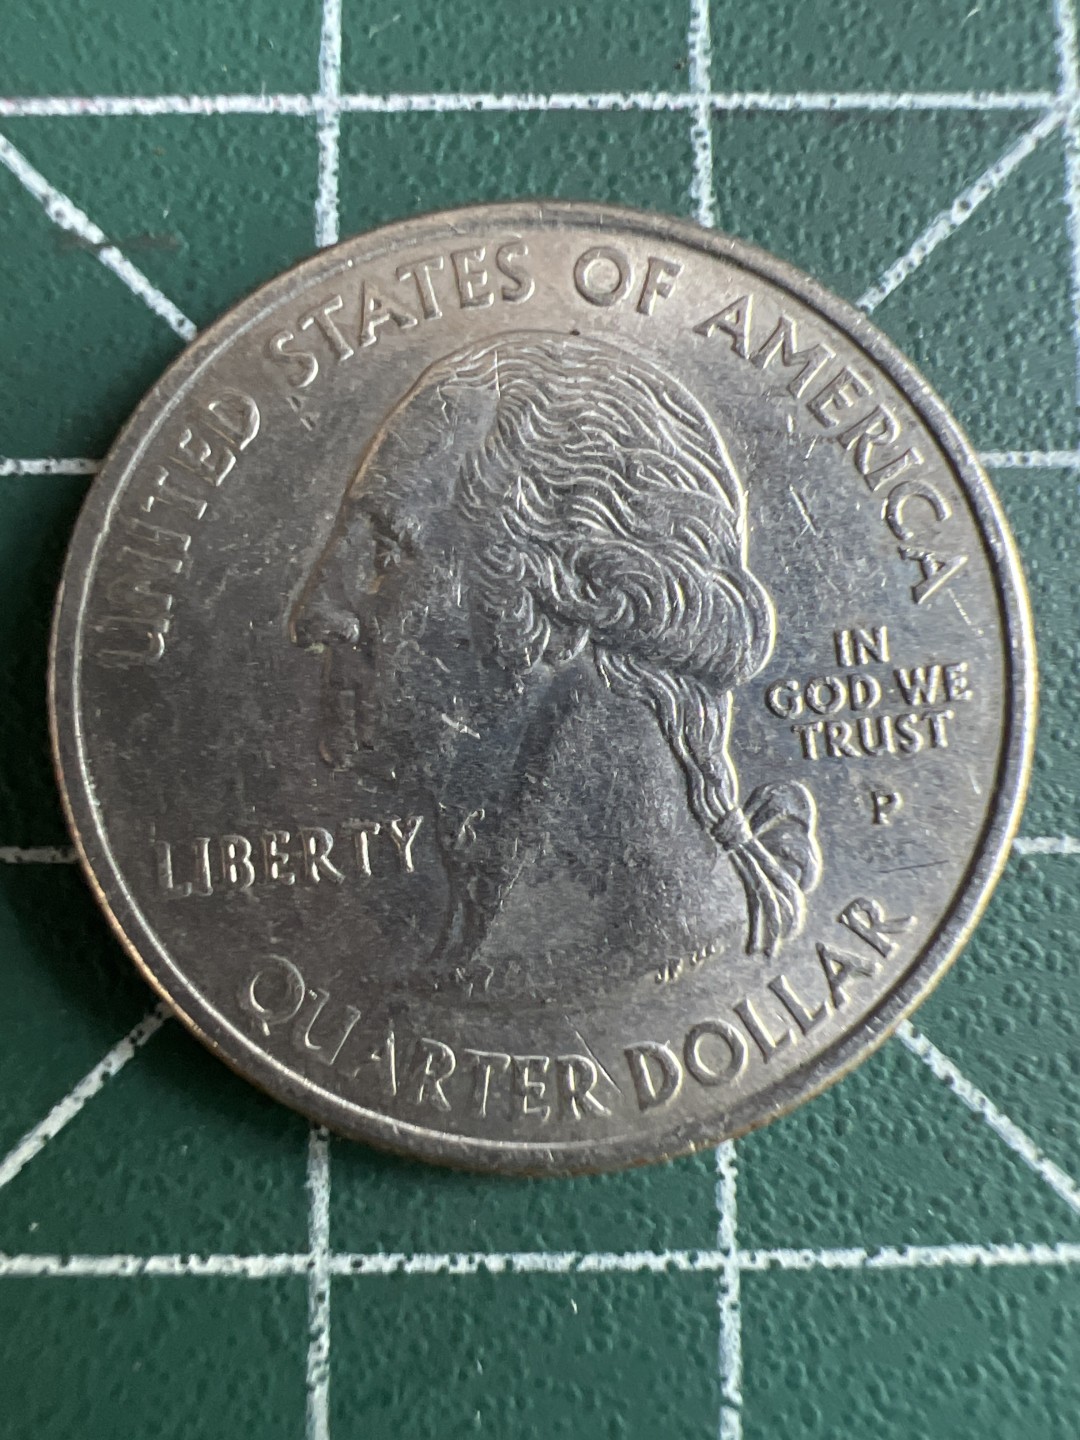 UNITED STATES OF AMERICA
LIBERTY
IN
GOD WE
TRUST
P
QUARTER DOLLAR